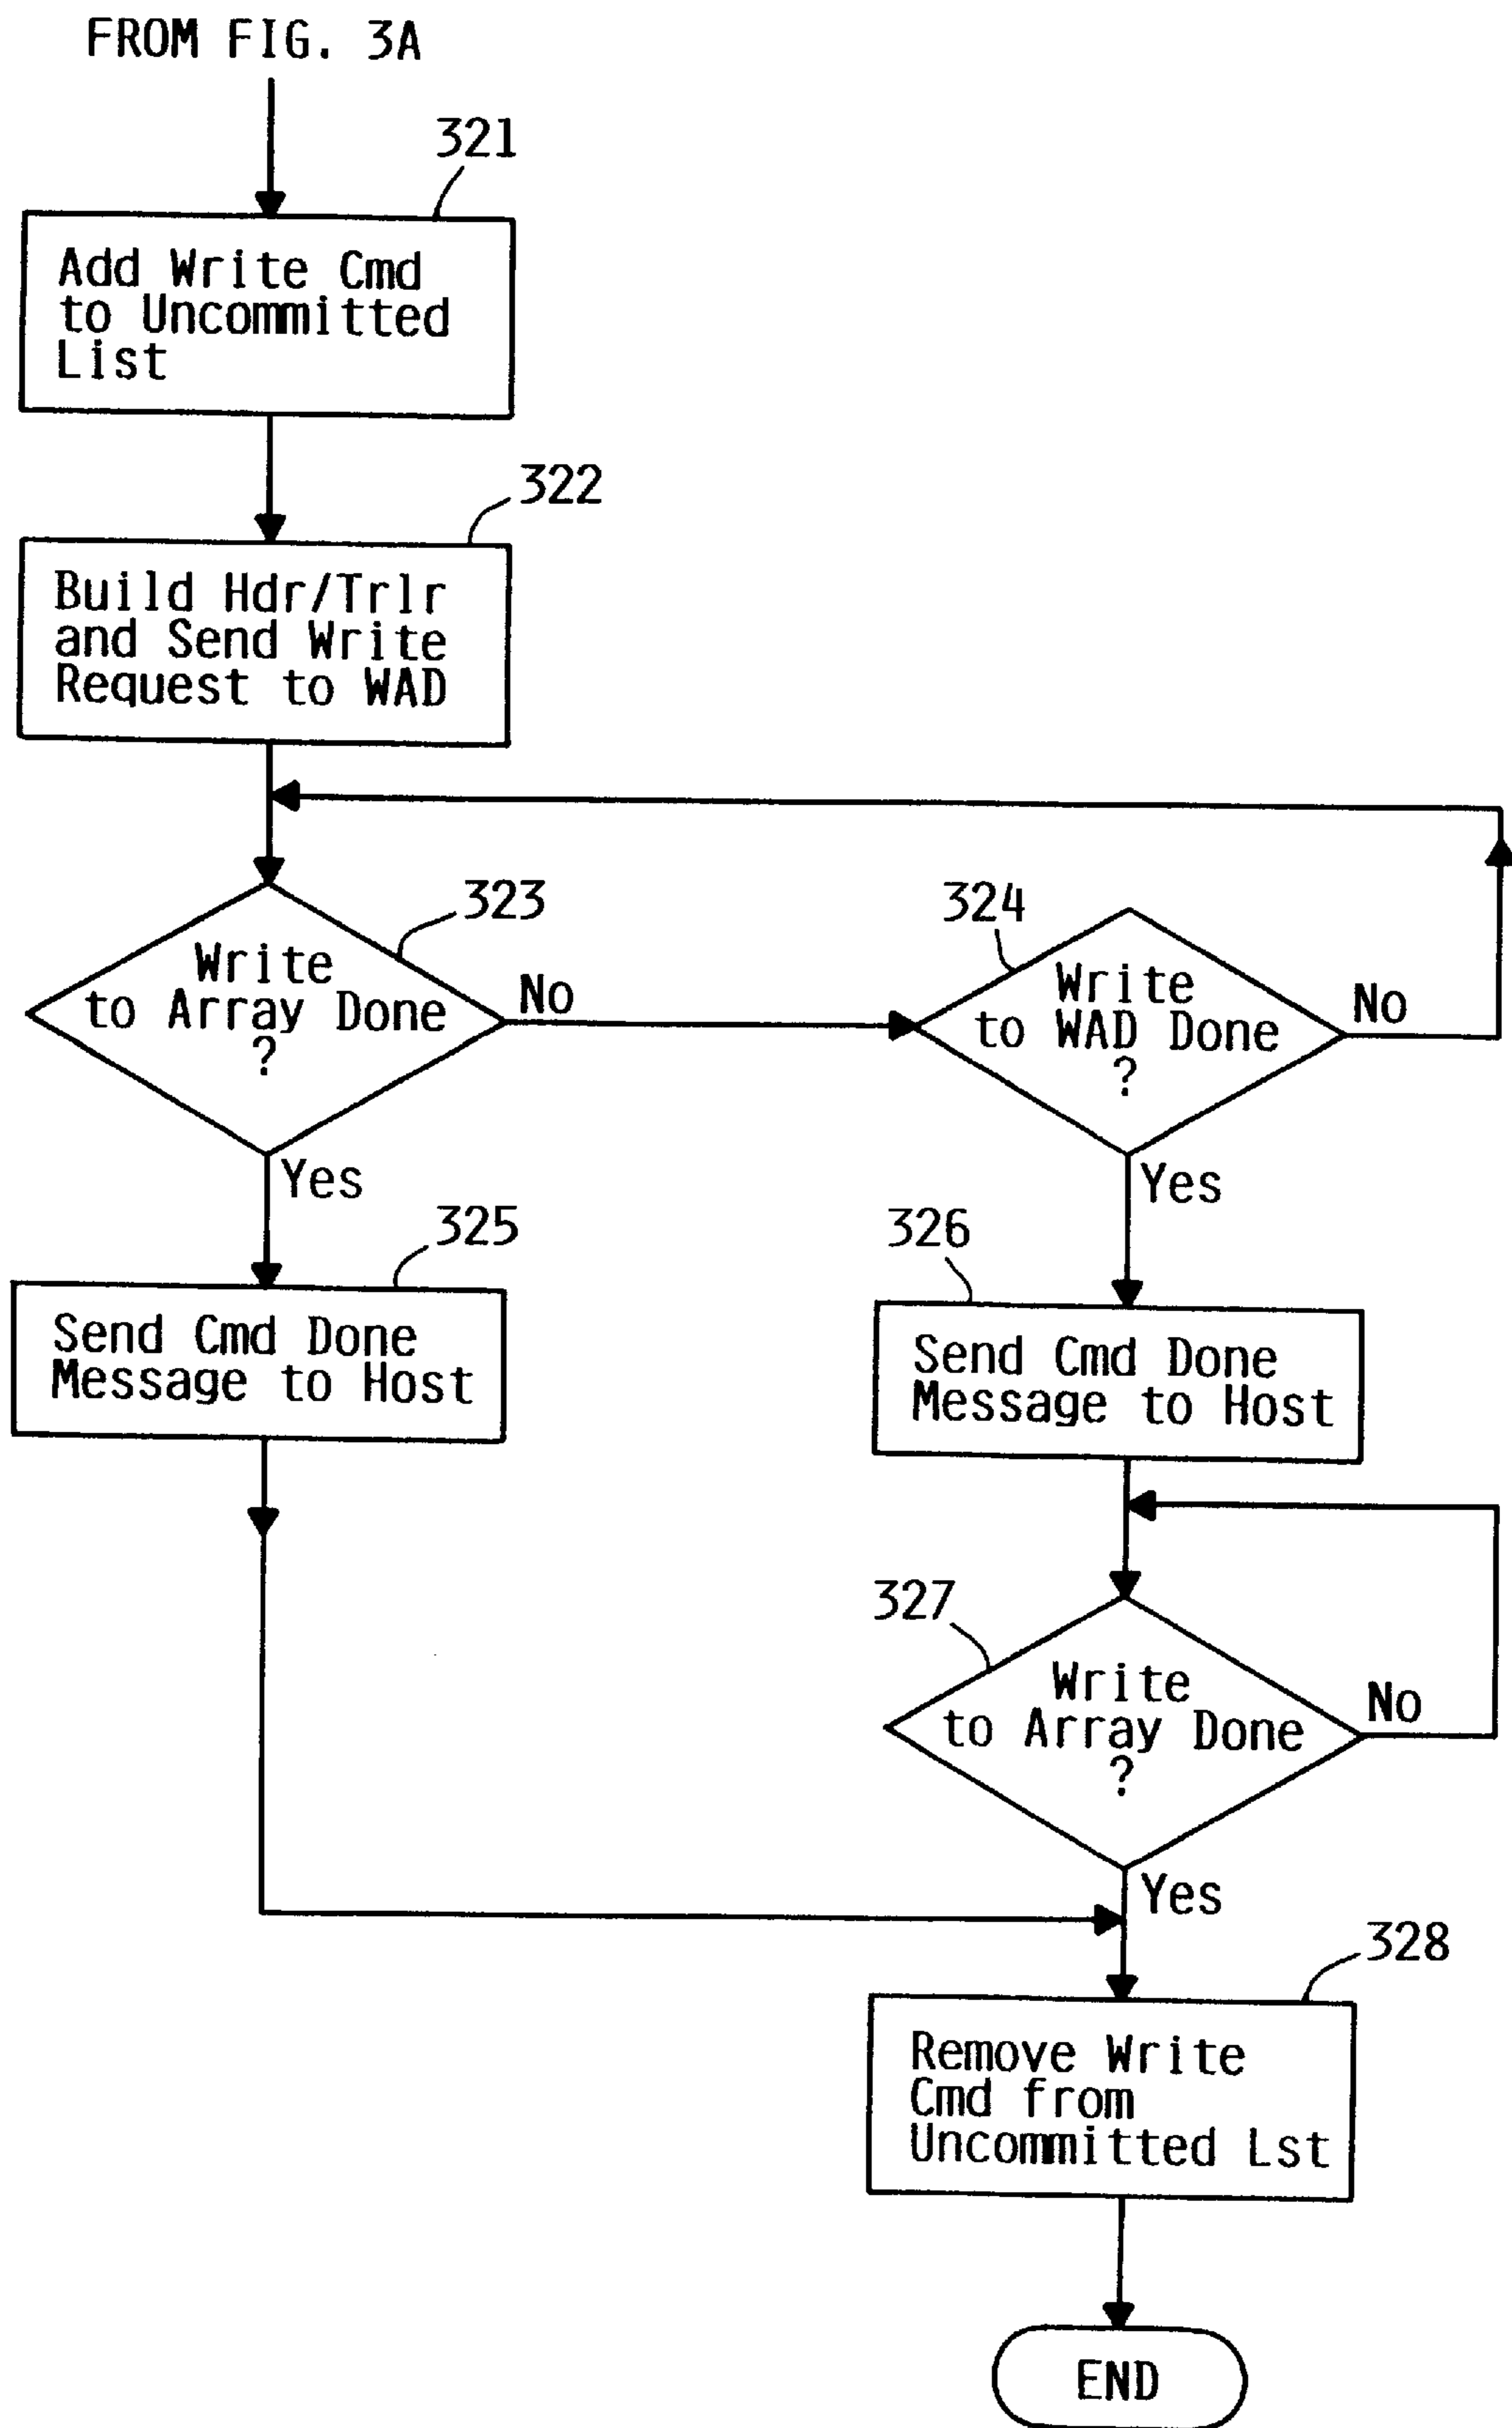 FROM FIG. 3A
321
Add Write Cmd
to Uncommitted
List
322
Build Hdr/Trlr
and Send Write
Request to WAD
323
Write
to Array Done
?
No
324
Write
to WAD Done
?
No
Yes
Yes
325
Send Cmd Done
Message to Host
326
Send Cmd Done
Message to Host
327
Write
to Array Done
?
No
Yes
328
Remove Write
Cmd from
Uncommitted Lst
END